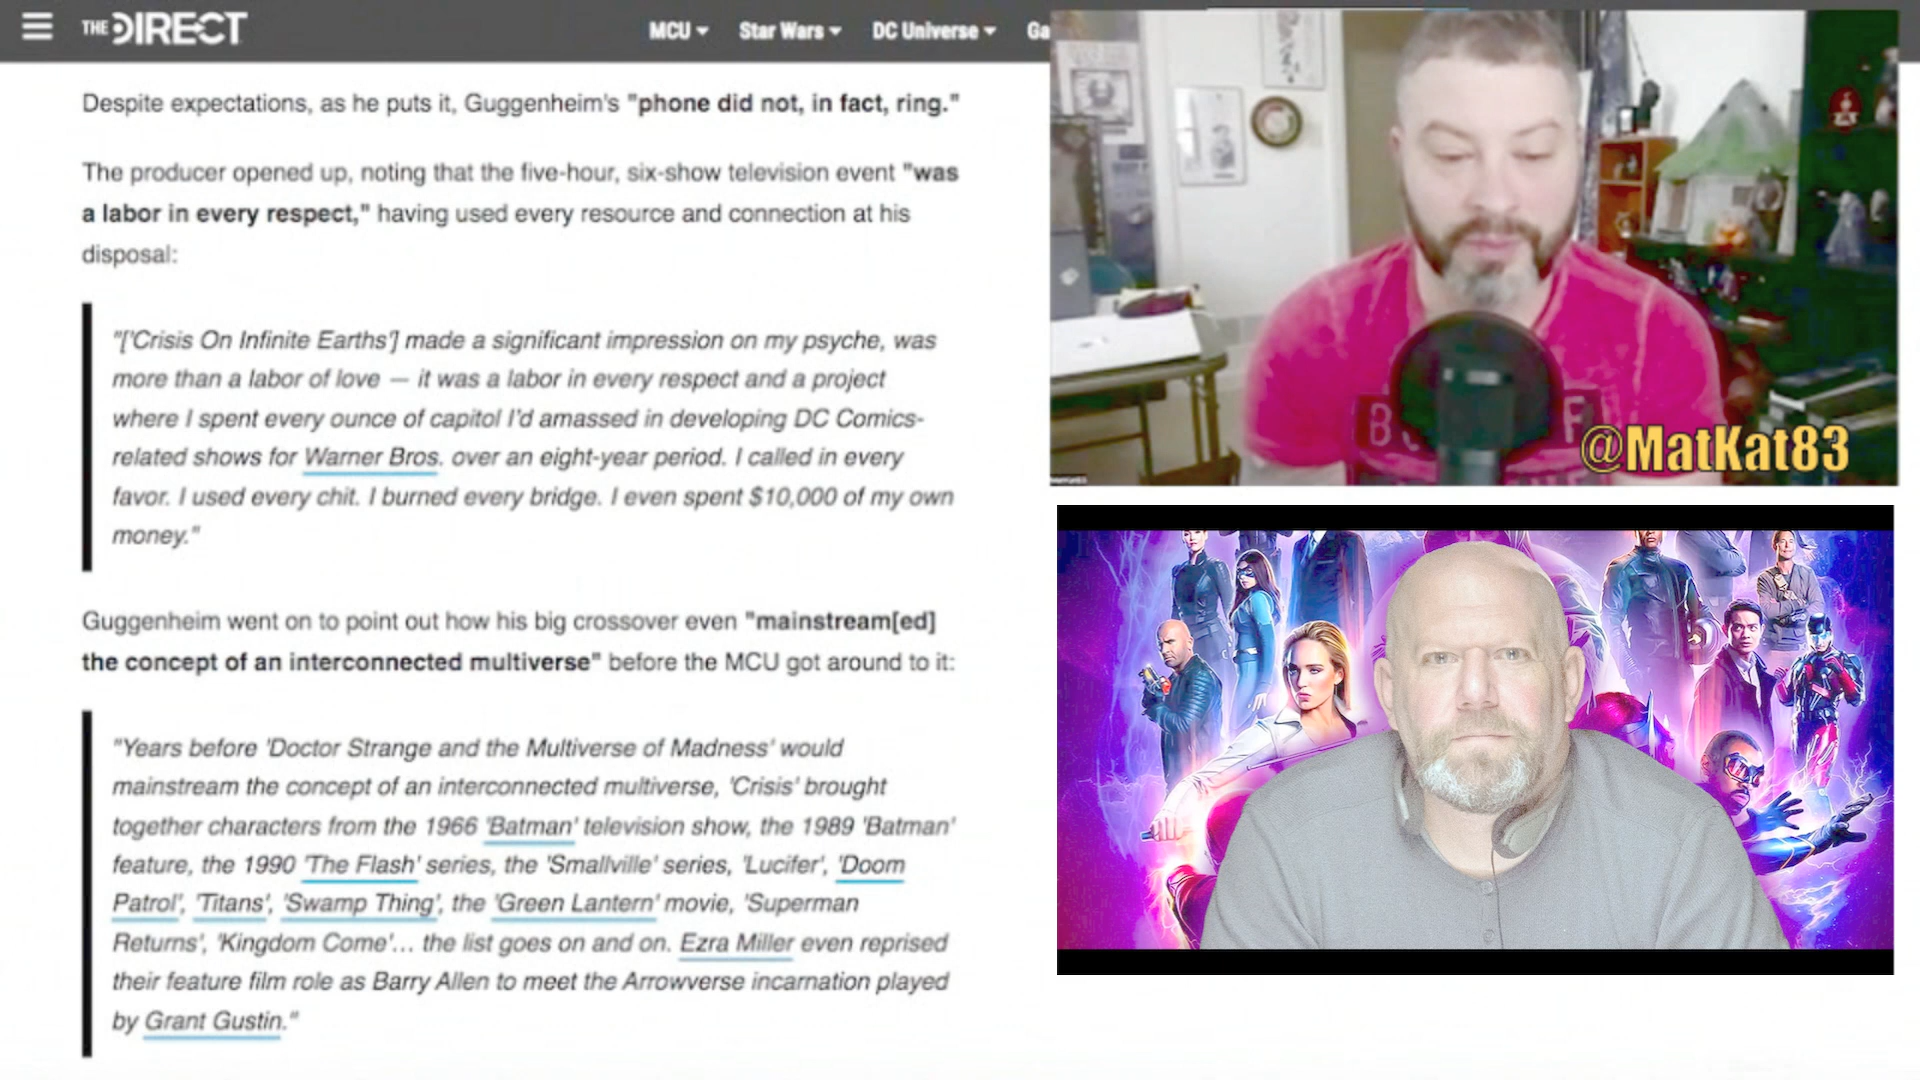 THE DIRECT
MCU Star Wars DC Universe Ga
Despite expectations, as he puts it, Guggenheim's "phone did not, in fact, ring."
The producer opened up, noting that the five-hour, six-show television event "was
a labor in every respect," having used every resource and connection at his
disposal:
"['Crisis On Infinite Earths'] made a significant impression on my psyche, was
more than a labor of love — it was a labor in every respect and a project
where I spent every ounce of capitol I'd amassed in developing DC Comics-
related shows for Warner Bros. over an eight-year period. I called in every
favor. I used every chit. I burned every bridge. I even spent $10,000 of my own
money."
Guggenheim went on to point out how his big crossover even "mainstream[ed]
the concept of an interconnected multiverse" before the MCU got around to it:
"Years before 'Doctor Strange and the Multiverse of Madness' would
mainstream the concept of an interconnected multiverse, 'Crisis' brought
together characters from the 1966 'Batman' television show, the 1989 'Batman'
feature, the 1990 'The Flash' series, the 'Smallville' series, 'Lucifer', 'Doom
Patrol', 'Titans', 'Swamp Thing', the 'Green Lantern' movie, 'Superman
Returns', 'Kingdom Come'... the list goes on and on. Ezra Miller even reprised
their feature film role as Barry Allen to meet the Arrowverse incarnation played
by Grant Gustin."
@MatKat83